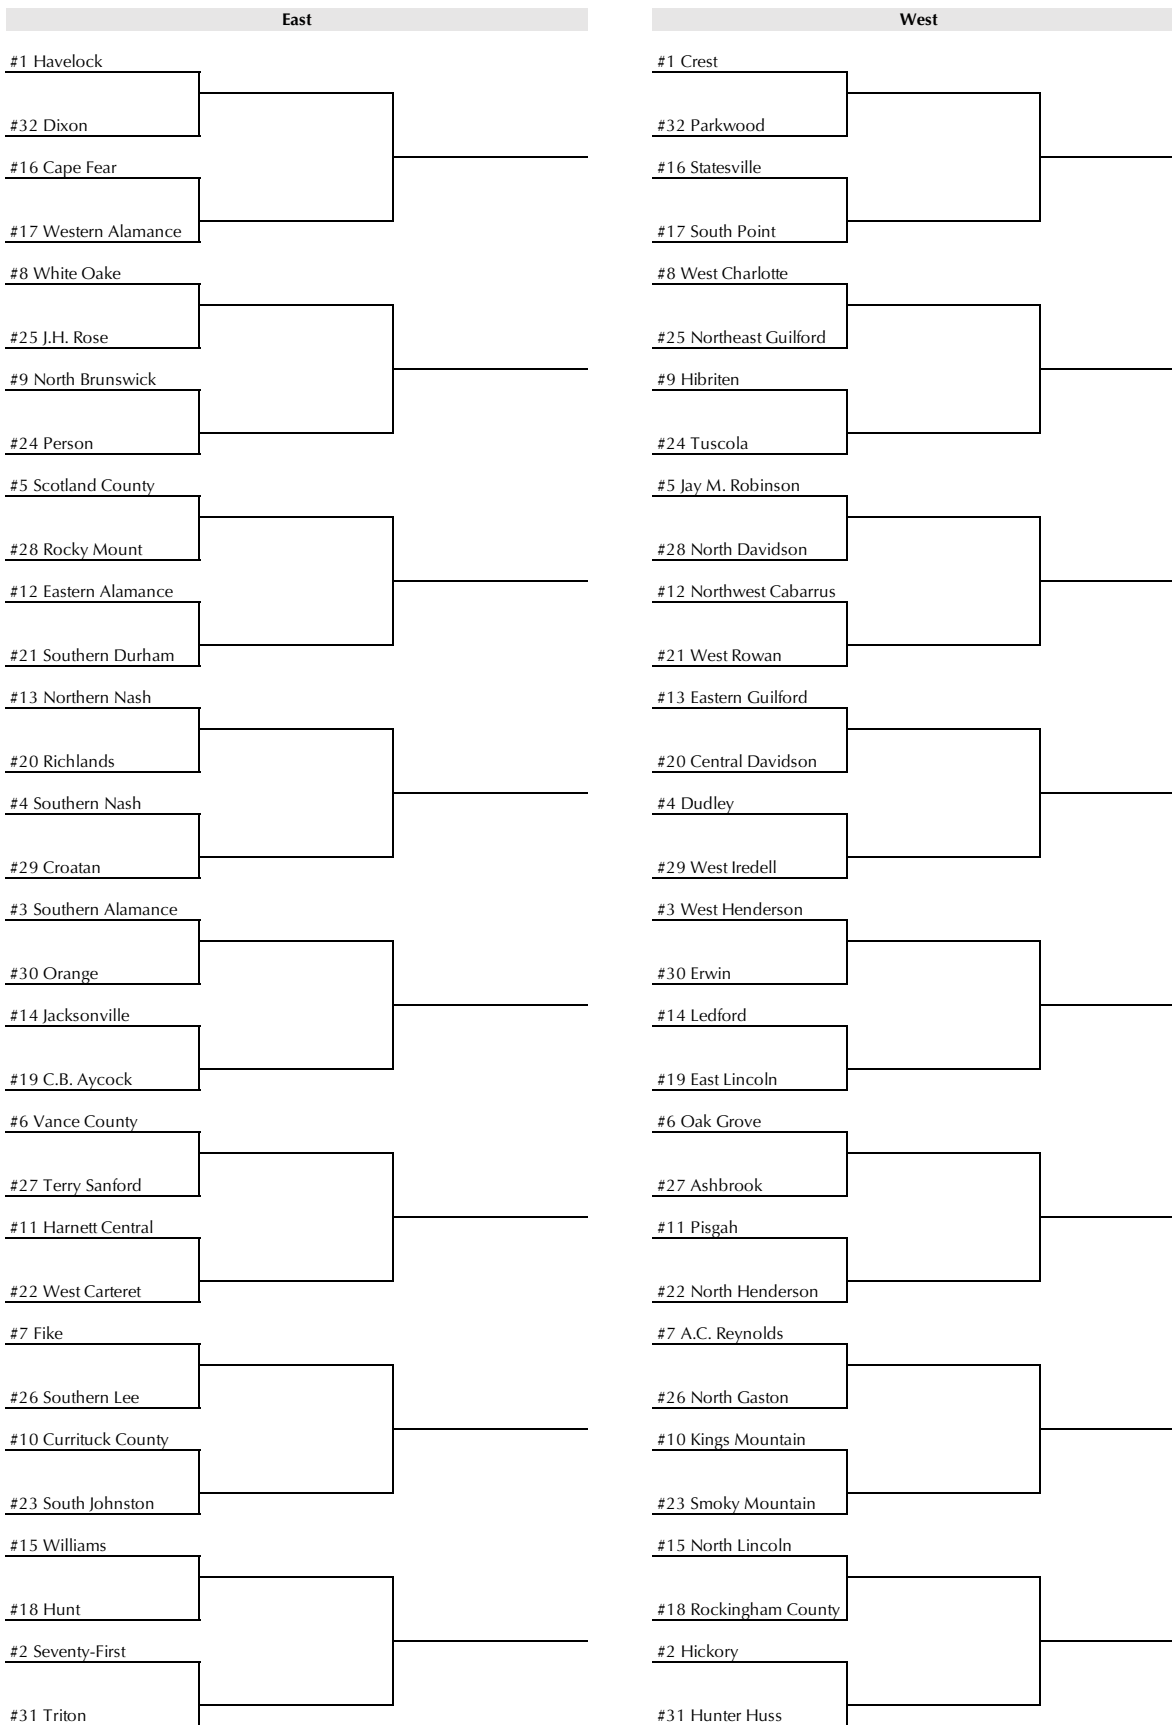 East
#1 Havelock
#32 Dixon
#16 Cape Fear
#17 Western Alamance
#8 White Oake
#25 J.H. Rose
#9 North Brunswick
#24 Person
#5 Scotland County
#28 Rocky Mount
#12 Eastern Alamance
#21 Southern Durham
#13 Northern Nash
#20 Richlands
#4 Southern Nash
#29 Croatan
#3 Southern Alamance
#30 Orange
#14 Jacksonville
#19 C.B. Aycock
#6 Vance County
#27 Terry Sanford
#11 Harnett Central
#22 West Carteret
#7 Fike
#26 Southern Lee
#10 Currituck County
#23 South Johnston
#15 Williams
#18 Hunt
#2 Seventy-First
#31 Triton
West
#1 Crest
#32 Parkwood
#16 Statesville
#17 South Point
#8 West Charlotte
#25 Northeast Guilford
#9 Hibriten
#24 Tuscola
#5 Jay M. Robinson
#28 North Davidson
#12 Northwest Cabarrus
#21 West Rowan
#13 Eastern Guilford
#20 Central Davidson
#4 Dudley
#29 West Iredell
#3 West Henderson
#30 Erwin
#14 Ledford
#19 East Lincoln
#6 Oak Grove
#27 Ashbrook
#11 Pisgah
#22 North Henderson
#7 A.C. Reynolds
#26 North Gaston
#10 Kings Mountain
#23 Smoky Mountain
#15 North Lincoln
#18 Rockingham County
#2 Hickory
#31 Hunter Huss